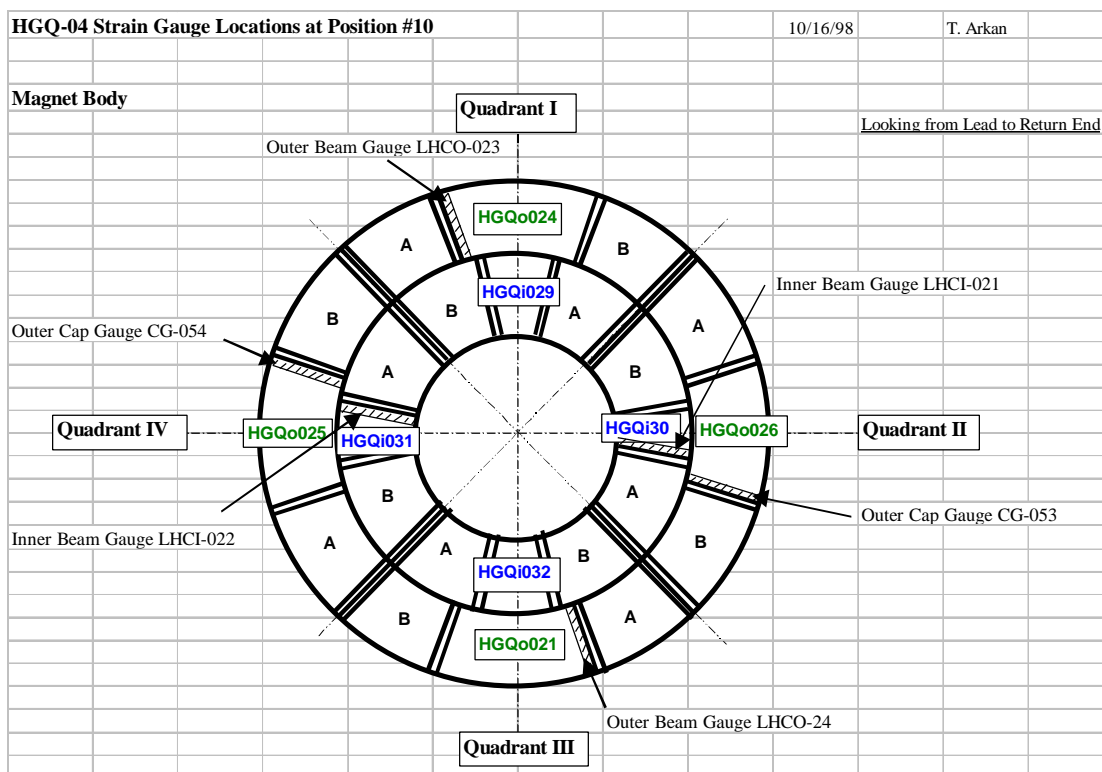 HGQ-04 Strain Gauge Locations at Position #10 10/16/98 T. Arkan
Magnet Body
Quadrant I
Looking from Lead to Return End
Outer Beam Gauge LHCO-023
HGQo024
A
B
HGQi029
Inner Beam Gauge LHCI-021
B
A
B
A
Outer Cap Gauge CG-054
A
B
Quadrant IV
HGQo025
HGQi031
HGQi30
HGQo026
Quadrant II
B
A
Outer Cap Gauge CG-053
Inner Beam Gauge LHCI-022
A
A
B
B
HGQi032
B
A
HGQo021
Outer Beam Gauge LHCO-24
Quadrant III